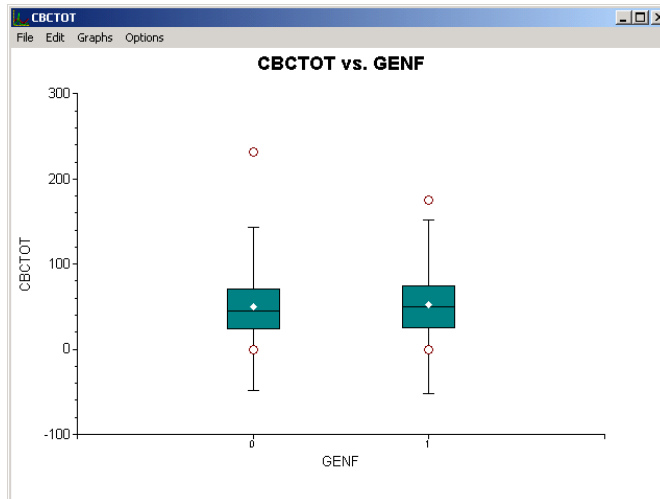 CBCTOT
File Edit Graphs Options
CBCTOT vs. GENF
300
200
100
0
-100
CBCTOT
0 1
GENF